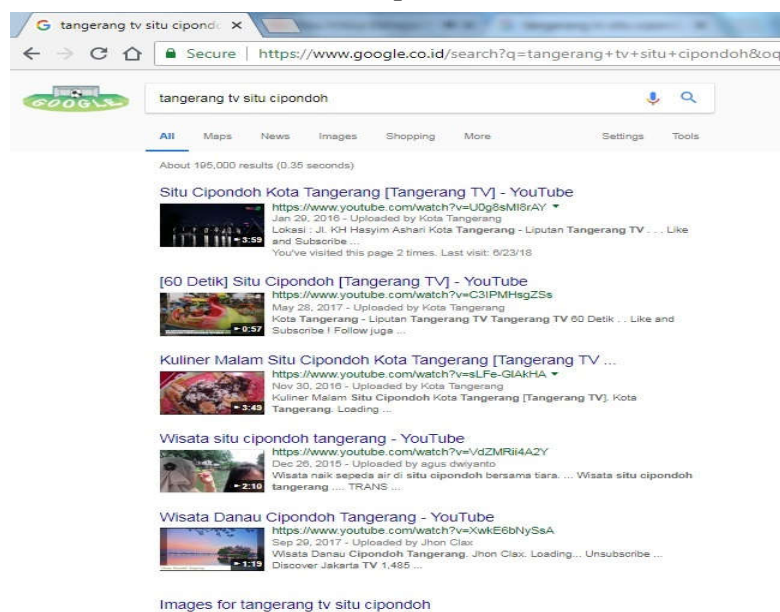 tangerang tv situ cipondo
Secure | https://www.google.co.id/search?q=tangerang+tv+situ+cipondoh&oq
GOOGLE
tangerang tv situ cipondoh
All Maps News Images Shopping More Settings Tools
About 195,000 results (0.35 seconds)
Situ Cipondoh Kota Tangerang [Tangerang TV] - YouTube
https://www.youtube.com/watch?v=U0g8sMI8rAY
Jan 29, 2016 - Uploaded by Kota Tangerang
Lokasi : Jl. KH Hasyim Ashari Kota Tangerang - Liputan Tangerang TV . . . Like
3:59
and Subscribe ...
You've visited this page 2 times. Last visit: 6/23/18
[60 Detik] Situ Cipondoh [Tangerang TV] - YouTube
https://www.youtube.com/watch?v=C3IPMHsgZSs
May 28, 2017 - Uploaded by Kota Tangerang
Kota Tangerang - Liputan Tangerang TV Tangerang TV 60 Detik . . Like and
0:57
Subscribe ! Follow juga ...
Kuliner Malam Situ Cipondoh Kota Tangerang [Tangerang TV ...
https://www.youtube.com/watch?v=sLFe-GlAkHA
Nov 30, 2016 - Uploaded by Kota Tangerang
Kuliner Malam Situ Cipondoh Kota Tangerang [Tangerang TV]. Kota
3:49
Tangerang. Loading ...
Wisata situ cipondoh tangerang - YouTube
https://www.youtube.com/watch?v=VdZMRii4A2Y
Dec 26, 2015 - Uploaded by agus dwiyanto
Wisata naik sepeda air di situ cipondoh bersama tiara. ... Wisata situ cipondoh
2:10
tangerang .... TRANS ...
Wisata Danau Cipondoh Tangerang - YouTube
https://www.youtube.com/watch?v=XwkE6bNySsA
Sep 29, 2017 - Uploaded by Jhon Clax
Wisata Danau Cipondoh Tangerang. Jhon Clax. Loading... Unsubscribe ...
1:19
Discover Jakarta TV 1,485 ...
Images for tangerang tv situ cipondoh